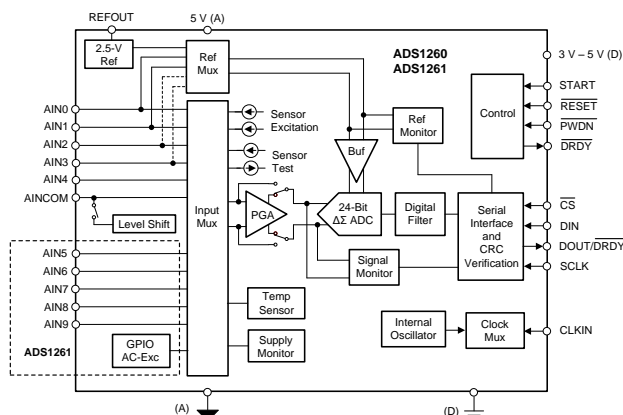 REFOUT
5 V (A)
2.5-V
Ref
Ref
Mux
ADS1260
ADS1261
3 V – 5 V (D)
START
RESET
PWDN
DRDY
Control
AIN0
AIN1
AIN2
AIN3
AIN4
AINCOM
Level Shift
Sensor
Excitation
Sensor
Test
Ref
Monitor
Buf
Input
Mux
PGA
24-Bit
ΔΣ ADC
Digital
Filter
Serial
Interface
and
CRC
Verification
CS
DIN
DOUT/DRDY
SCLK
Signal
Monitor
AIN5
AIN6
AIN7
AIN8
AIN9
Temp
Sensor
ADS1261
GPIO
AC-Exc
Supply
Monitor
Internal
Oscillator
Clock
Mux
CLKIN
(A)
(D)